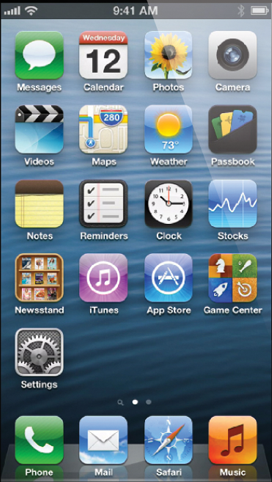 9:41 AM
Wednesday
12
280
73°
Messages Calendar Photos Camera
Videos Maps Weather Passbook
Notes Reminders Clock Stocks
Newsstand iTunes App Store Game Center
Settings
Phone Mail Safari Music